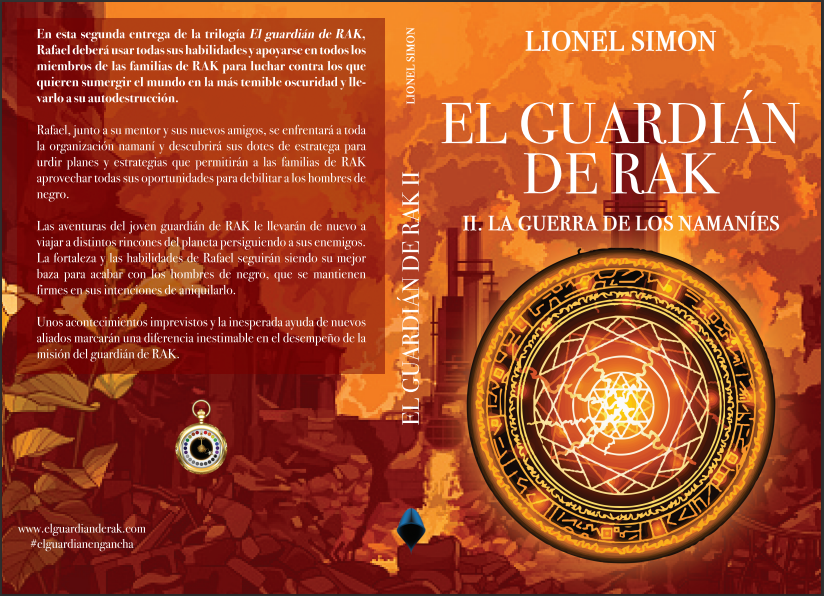 En esta segunda entrega de la trilogía El guardián de RAK,
Rafael deberá usar todas sus habilidades y apoyarse en todos los
miembros de las familias de RAK para luchar contra los que
quieren sumergir el mundo en la más temible oscuridad y lle-
varlo a su autodestrucción.
Rafael, junto a su mentor y sus nuevos amigos, se enfrentará a toda
la organización namaní y descubrirá sus dotes de estratega para
urdir planes y estrategias que permitirán a las familias de RAK
aprovechar todas sus oportunidades para debilitar a los hombres de
negro.
Las aventuras del joven guardián de RAK le llevarán de nuevo a
viajar a distintos rincones del planeta persiguiendo a sus enemigos.
La fortaleza y las habilidades de Rafael seguirán siendo su mejor
baza para acabar con los hombres de negro, que se mantienen
firmes en sus intenciones de aniquilarlo.
Unos acontecimientos imprevistos y la inesperada ayuda de nuevos
aliados marcarán una diferencia inestimable en el desempeño de la
misión del guardián de RAK.
www.elguardianderak.com
#elguardianengancha
LIONEL SIMON
EL GUARDIÁN DE RAK II
LIONEL SIMON
EL GUARDIÁN
DE RAK
II. LA GUERRA DE LOS NAMANÍES